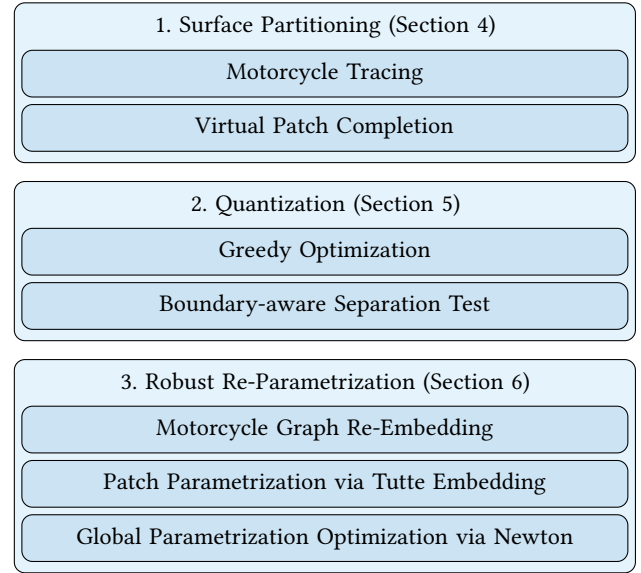 1. Surface Partitioning (Section 4)
Motorcycle Tracing
Virtual Patch Completion
2. Quantization (Section 5)
Greedy Optimization
Boundary-aware Separation Test
3. Robust Re-Parametrization (Section 6)
Motorcycle Graph Re-Embedding
Patch Parametrization via Tutte Embedding
Global Parametrization Optimization via Newton